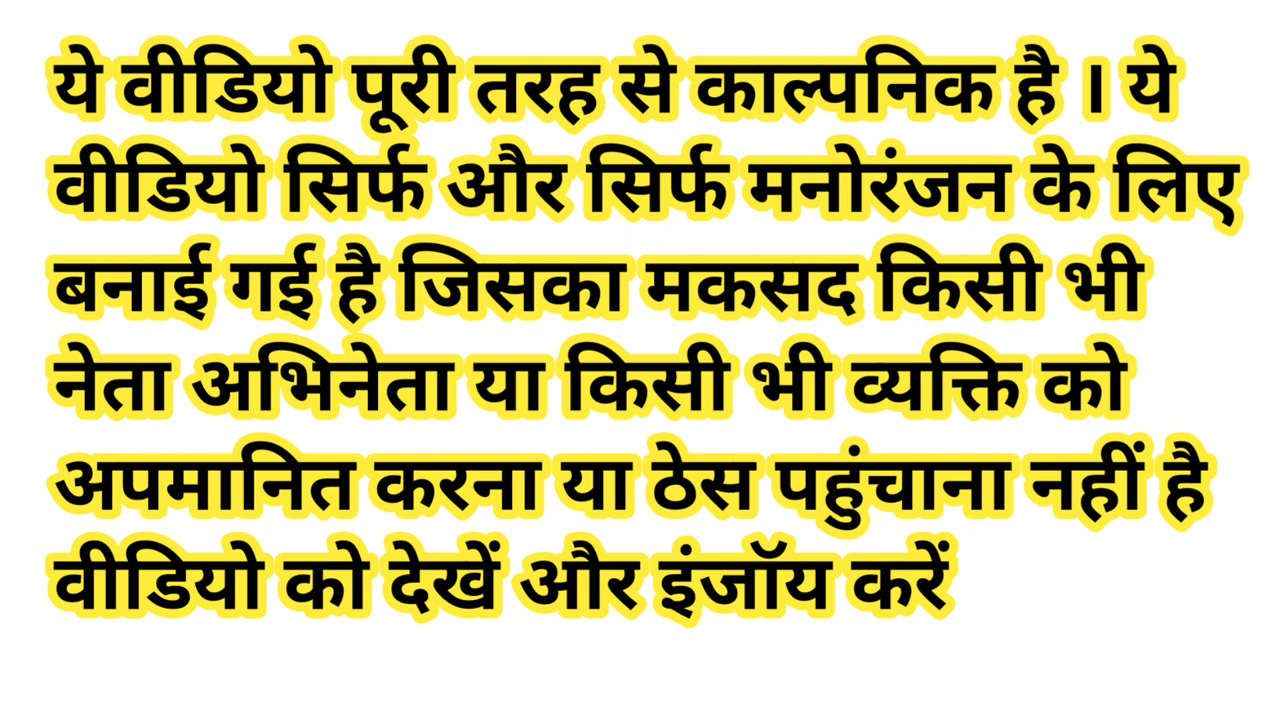 ये वीडियो पूरी तरह से काल्पनिक है । ये
वीडियो सिर्फ और सिर्फ मनोरंजन के लिए
बनाई गई है जिसका मकसद किसी भी
नेता अभिनेता या किसी भी व्यक्ति को
अपमानित करना या ठेस पहुंचाना नहीं है
वीडियो को देखें और इंजॉय करें